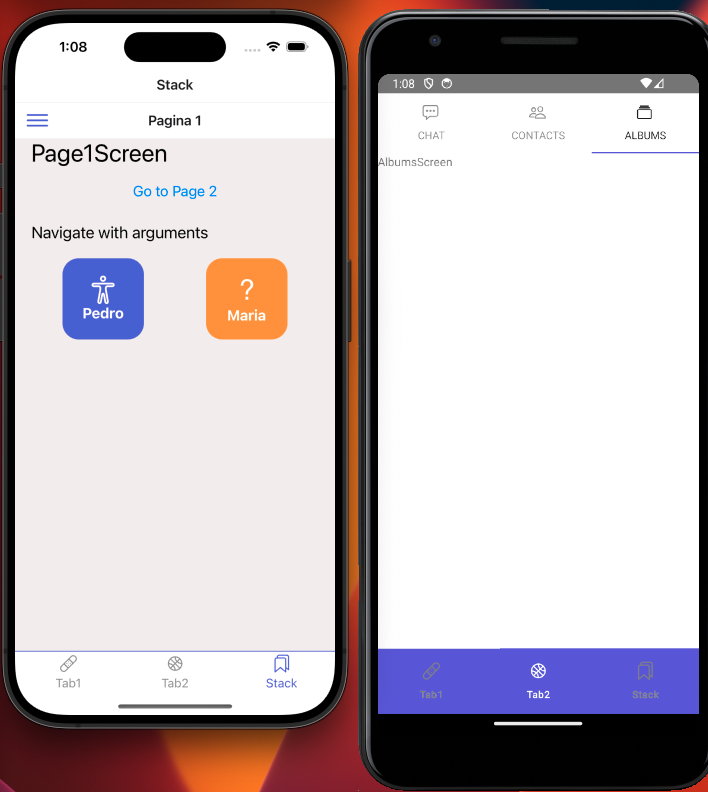 1:08
Stack
Pagina 1
Page1Screen
Go to Page 2
Navigate with arguments
Pedro
?
Maria
Tab1
Tab2
Stack
1:08
CHAT
CONTACTS
ALBUMS
AlbumsScreen
Tab1
Tab2
Stack